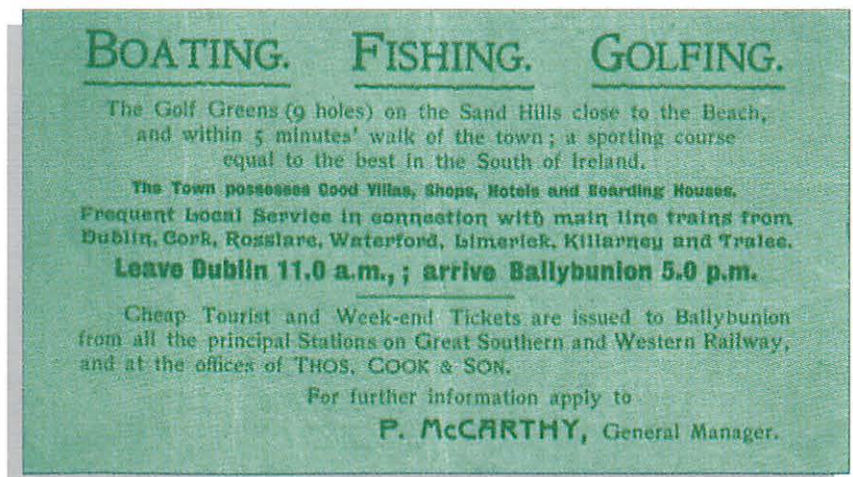 BOATING. FISHING. GOLFING.
The Golf Greens (9 holes) on the Sand Hills close to the Beach,
and within 5 minutes' walk of the town; a sporting course
equal to the best in the South of Ireland.
The Town possesses Good Villas, Shops, Hotels and Boarding Houses.
Frequent Local Service in connection with main line trains from
Dublin, Cork, Rosslare, Waterford, Limerick, Killarney and Tralee.
Leave Dublin 11.0 a.m., ; arrive Ballybunion 5.0 p.m.
Cheap Tourist and Week-end Tickets are issued to Ballybunion
from all the principal Stations on Great Southern and Western Railway,
and at the offices of THOS. COOK & SON.
For further information apply to
P. McCARTHY, General Manager.